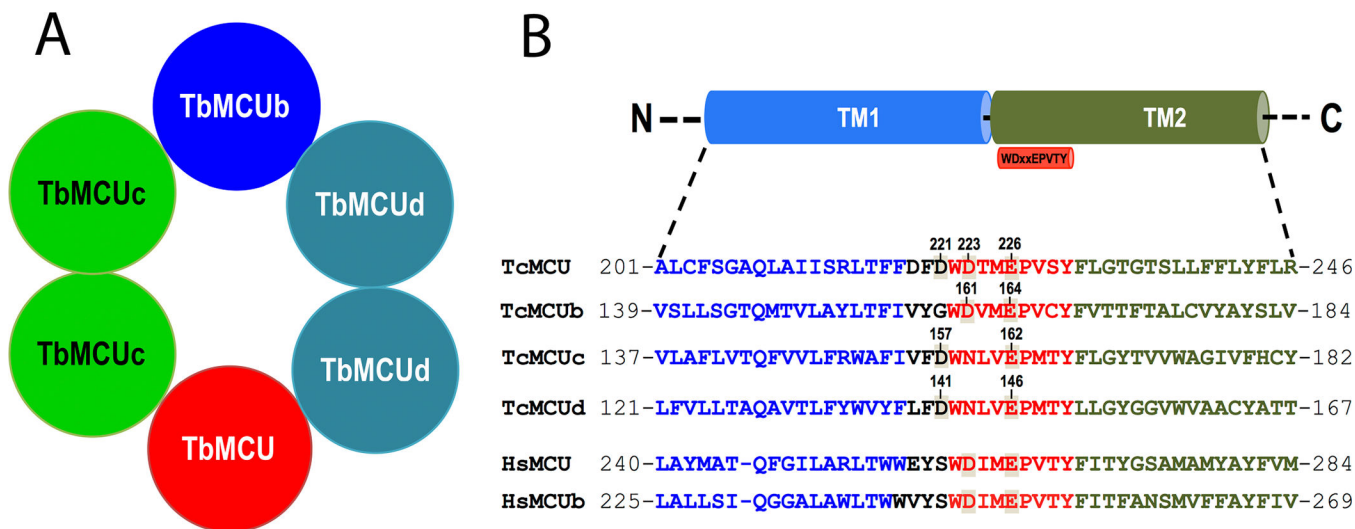 A
TbMCUb
TbMCUc
TbMCUd
TbMCUc
TbMCUd
TbMCU
B
N TM1 TM2 C
WDxxEPVTY
221 223 226
TcMCU 201-ALCFSGAQLAIISRLTFFDFDWDTMEPVSYFLGTGTSLLFFLYFLR-246
161 164
TcMCUb 139-VSLLSGTQMTVLAYLTFIVYGWDVMEPVCYFVTTFTALCVYAYSLV-184
157 162
TcMCUc 137-VLAFLVTQFVVLFRWAFIVFDWNLVEPMTYFLGYTVVWAGIVFHCY-182
141 146
TcMCUd 121-LFVLLTAQAVTLFYWVYFLFDWNLVEPMTYLLGYGGVWVAACYATT-167
HsMCU 240-LAYMAT-QFGILARLTWWEYSWDIMEPVTYFITYGSAMAMYAYFVM-284
HsMCUb 225-LALLSI-QGGALAWLTWWVYSWDIMEPVTYFITFANSMVFFAYFIV-269